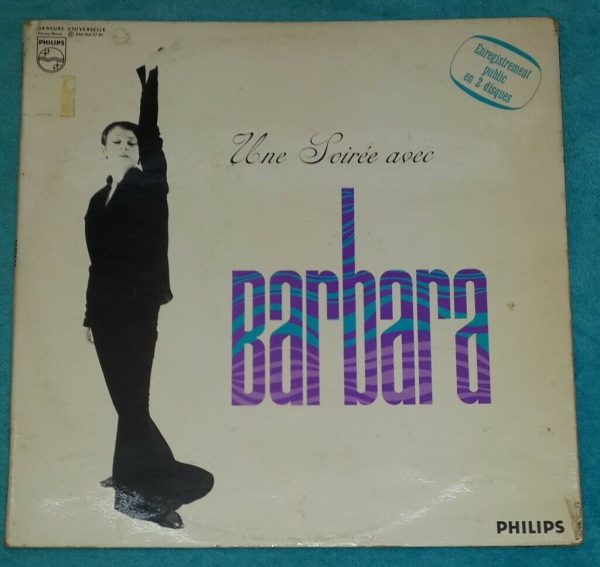 GRAVURE UNIVERSELLE
PHILIPS
Enregistrement
public
en 2 disques
Une Soirée avec
Barbara
PHILIPS